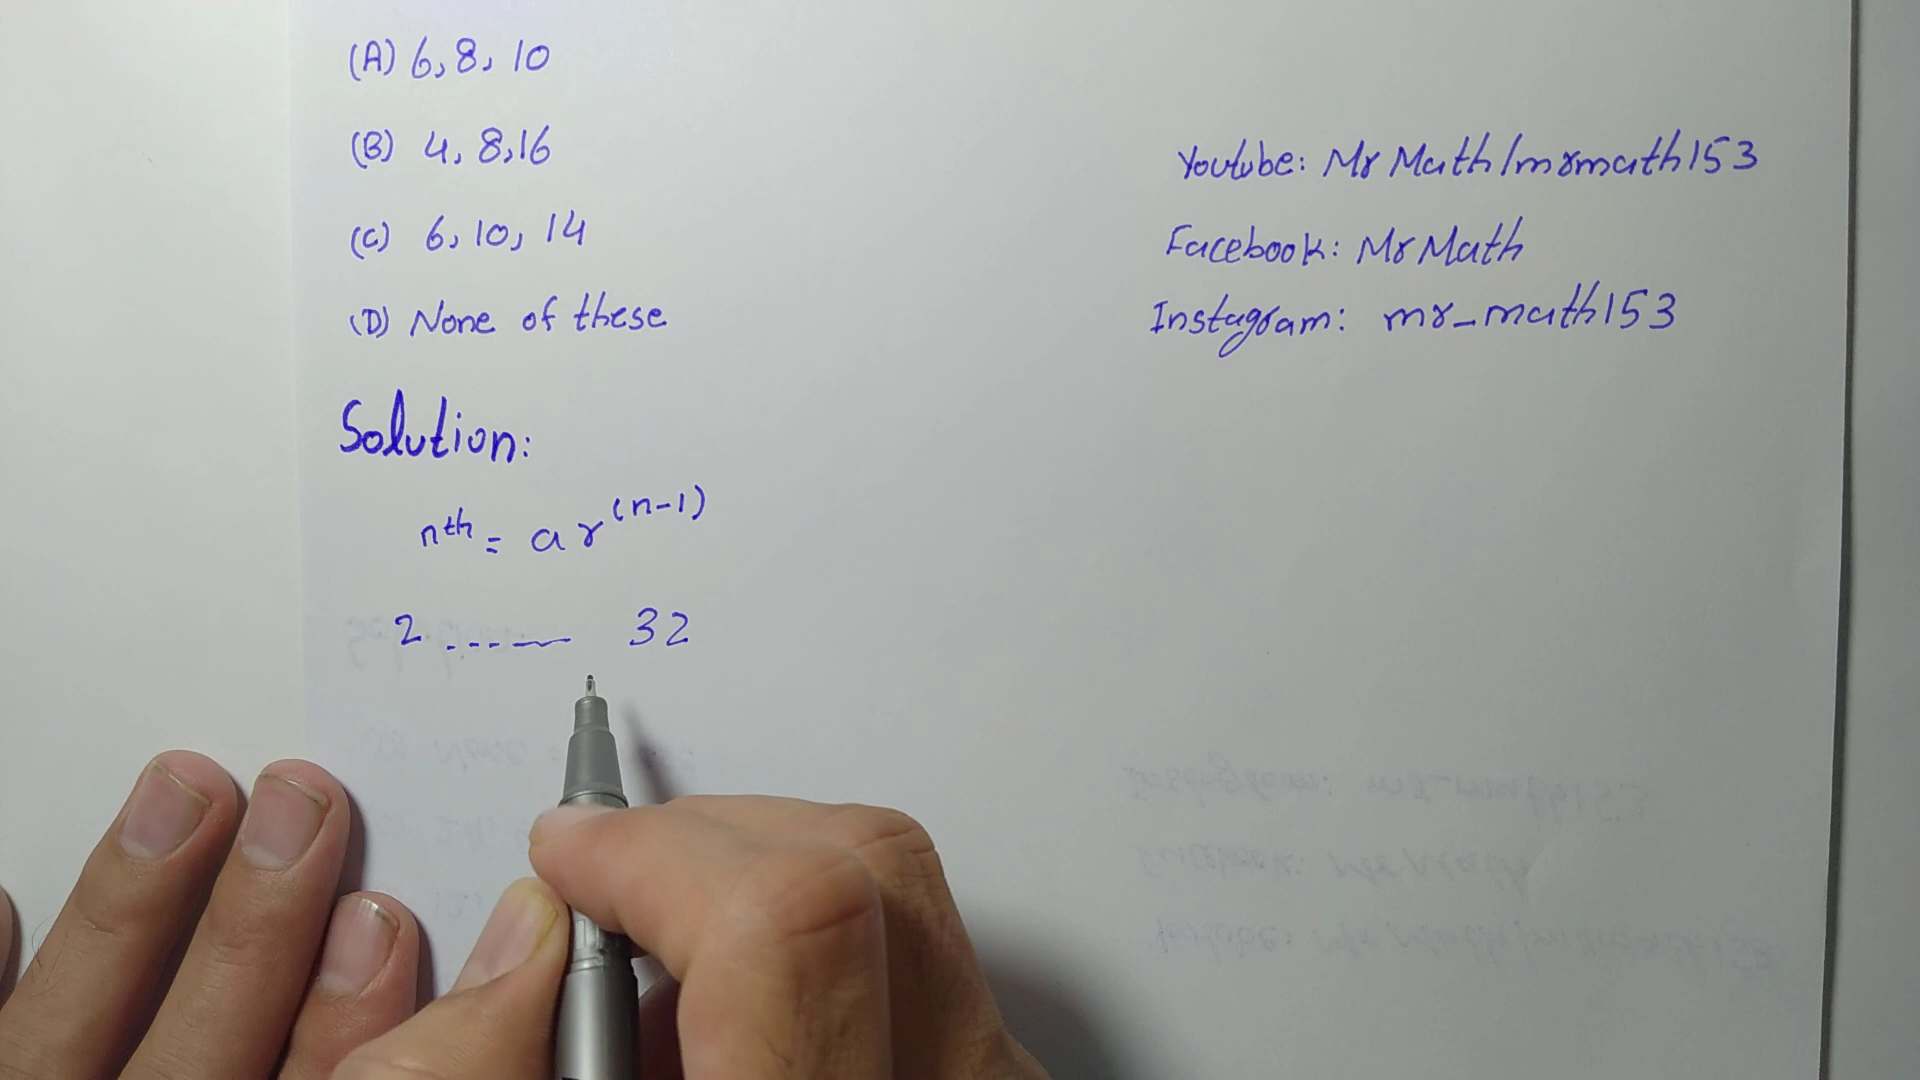 (A) 6, 8, 10
(B) 4, 8, 16
(C) 6, 10, 14
(D) None of these
Youtube: Mr Math/mrmath153
Facebook: Mr Math
Instagram: mr_math153
Solution:
nth = ar(n-1)
2 ...— 32